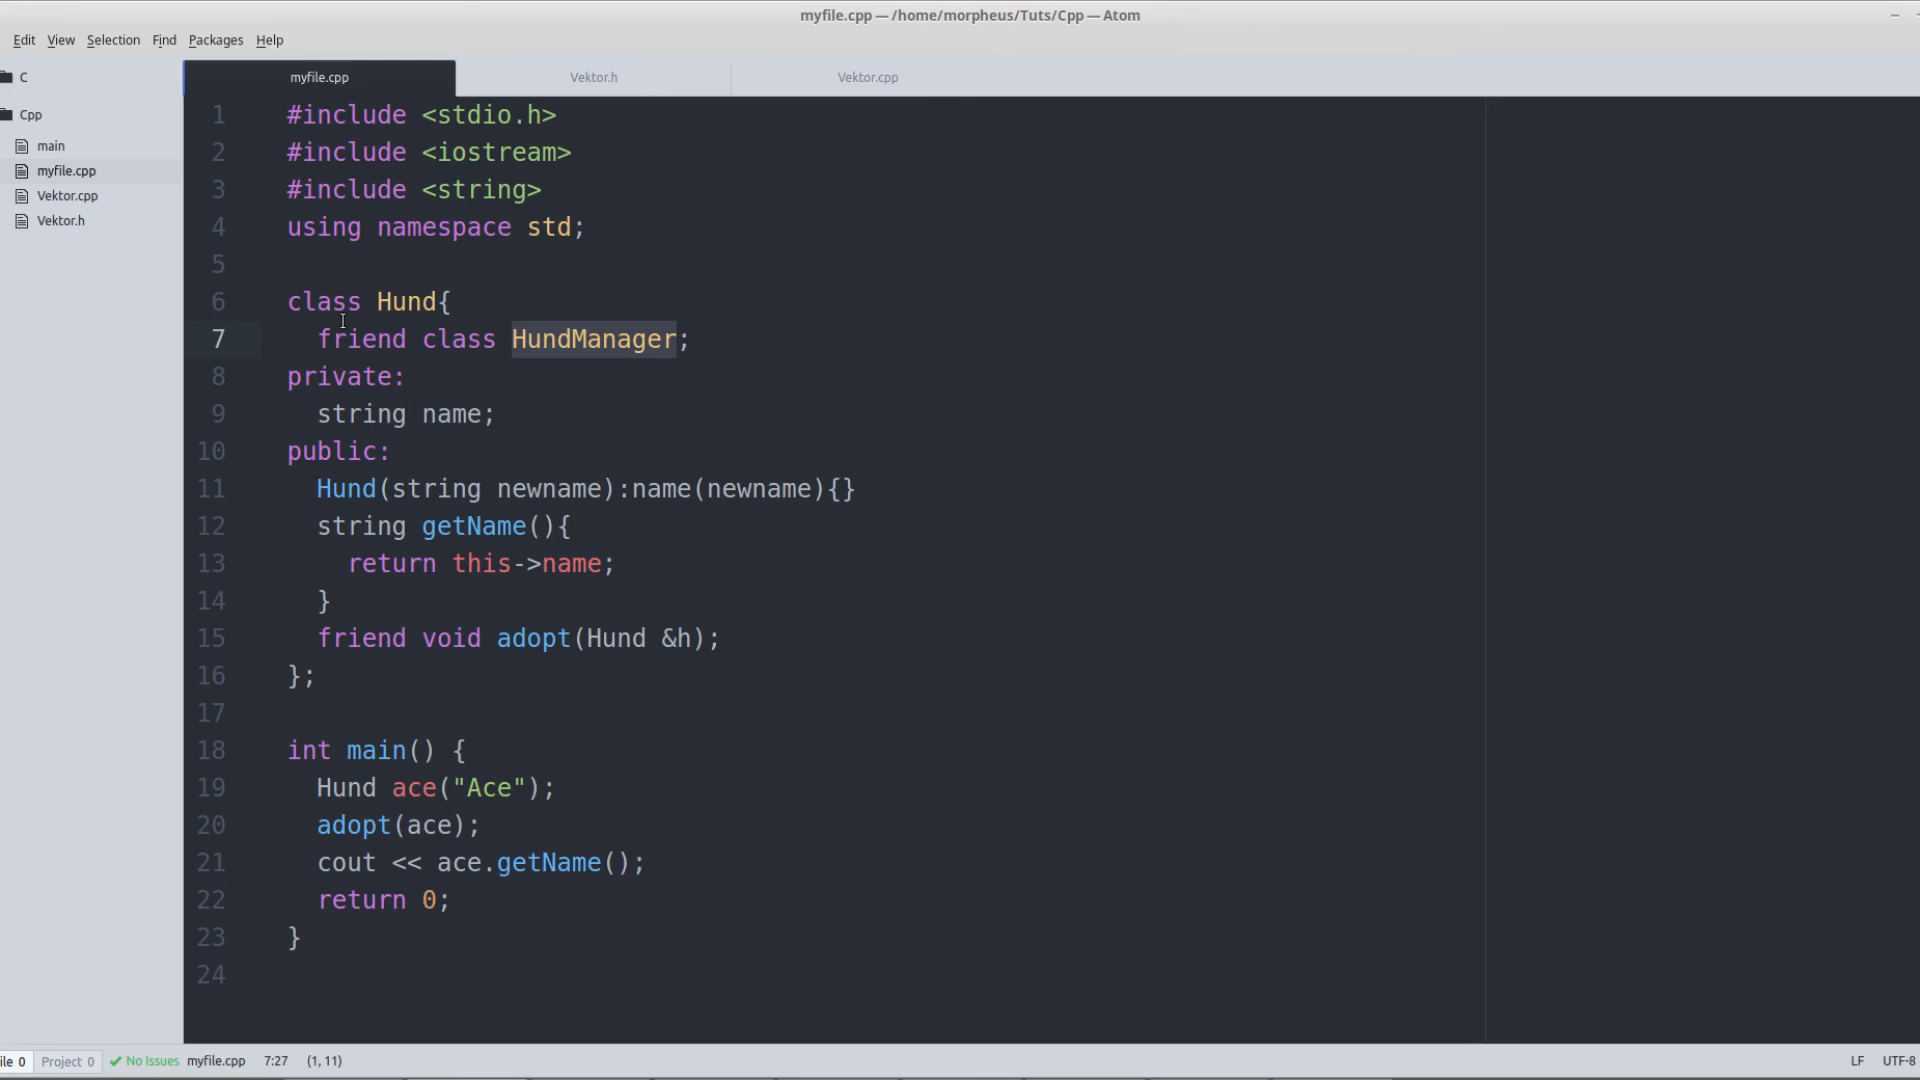 myfile.cpp — /home/morpheus/Tuts/Cpp — Atom
Edit View Selection Find Packages Help
C
Cpp
main
myfile.cpp
Vektor.cpp
Vektor.h
myfile.cpp Vektor.h Vektor.cpp
1 #include <stdio.h>
2 #include <iostream>
3 #include <string>
4 using namespace std;
5
6 class Hund{
7 friend class HundManager;
8 private:
9 string name;
10 public:
11 Hund(string newname):name(newname){}
12 string getName(){
13 return this->name;
14 }
15 friend void adopt(Hund &h);
16 };
17
18 int main() {
19 Hund ace("Ace");
20 adopt(ace);
21 cout << ace.getName();
22 return 0;
23 }
24
ile 0 Project 0 No Issues myfile.cpp 7:27 (1, 11) LF UTF-8